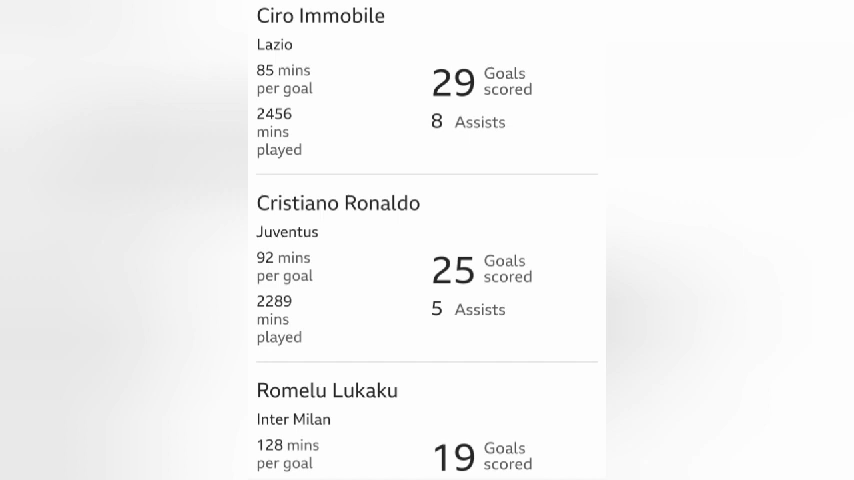 Ciro Immobile
Lazio
85 mins
per goal
29 Goals
scored
2456
mins
played
8 Assists
Cristiano Ronaldo
Juventus
92 mins
per goal
25 Goals
scored
2289
mins
played
5 Assists
Romelu Lukaku
Inter Milan
128 mins
per goal
19 Goals
scored